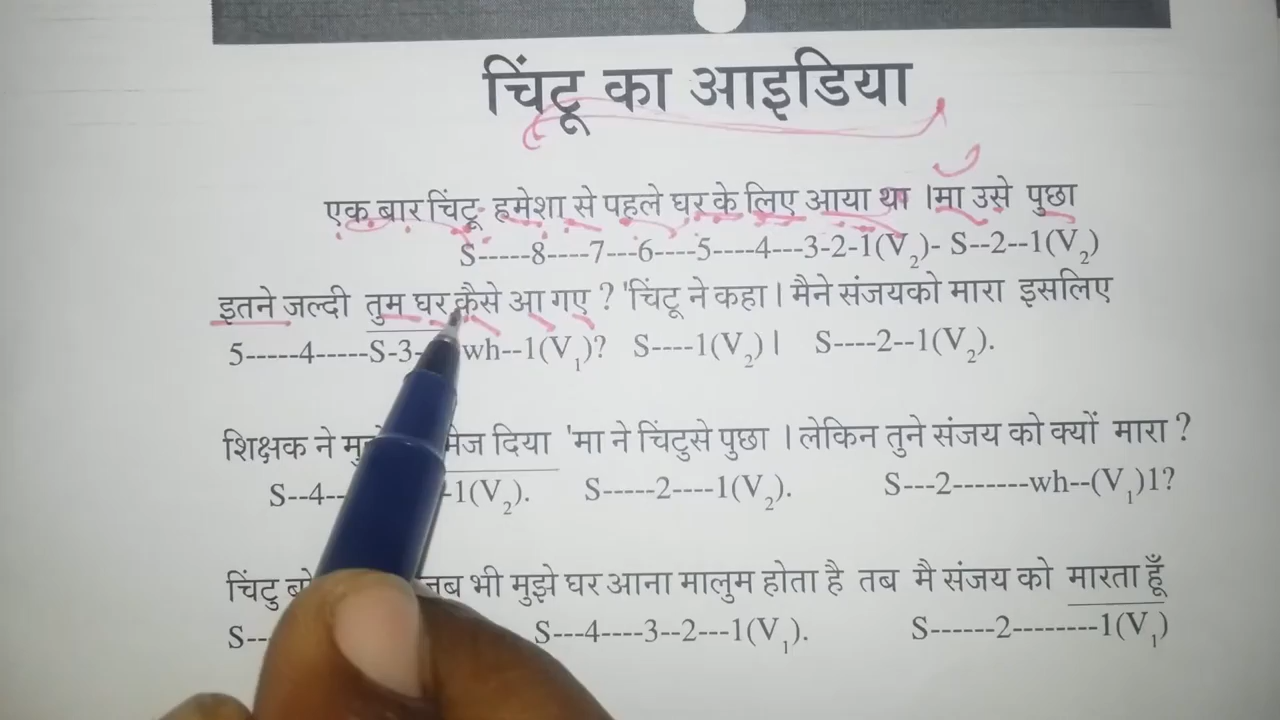 चिंटू का आइडिया
एक बार चिंटू हमेशा से पहले घर के लिए आया था ।मा उसे पुछा
S-----8----7---6----5----4---3-2-1(V2)- S--2--1(V2)
इतने जल्दी तुम घर कैसे आ गए ? 'चिंटू ने कहा । मैने संजयको मारा इसलिए
5-----4-----S-3- wh--1(V1)? S----1(V2) | S----2--1(V2).
शिक्षक ने दिया 'मा ने चिंटुसे पुछा । लेकिन तुने संजय को क्यों मारा ?
S--4-- -1(V2). S-----2----1(V2). S---2-------wh--(V1)1?
चिंटु भी मुझे घर आना मालुम होता है तब मै संजय को मारता हूँ
S-- S---4----3--2---1(V1). S------2--------1(V1)